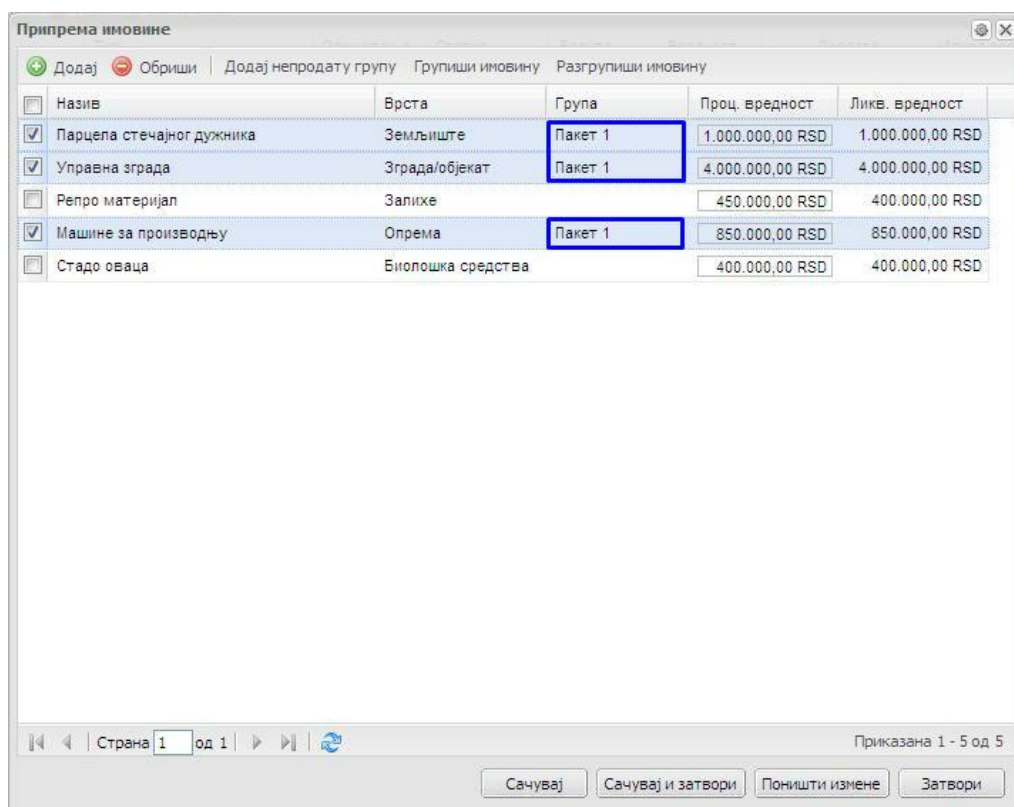 Припрема имовине
Додај Обриши Додај непродату групу Групиши имовину Разгрупиши имовину
Назив Врста Група Проц. вредност Ликв. вредност
Парцела стечајног дужника Земљиште Пакет 1 1.000.000,00 RSD 1.000.000,00 RSD
Управна зграда Зграда/објекат Пакет 1 4.000.000,00 RSD 4.000.000,00 RSD
Репро материјал Залихе 450.000,00 RSD 400.000,00 RSD
Машине за производњу Опрема Пакет 1 850.000,00 RSD 850.000,00 RSD
Стадо оваца Биолошка средства 400.000,00 RSD 400.000,00 RSD
Страна 1 од 1 Приказана 1 - 5 од 5
Сачувај Сачувај и затвори Поништи измене Затвори